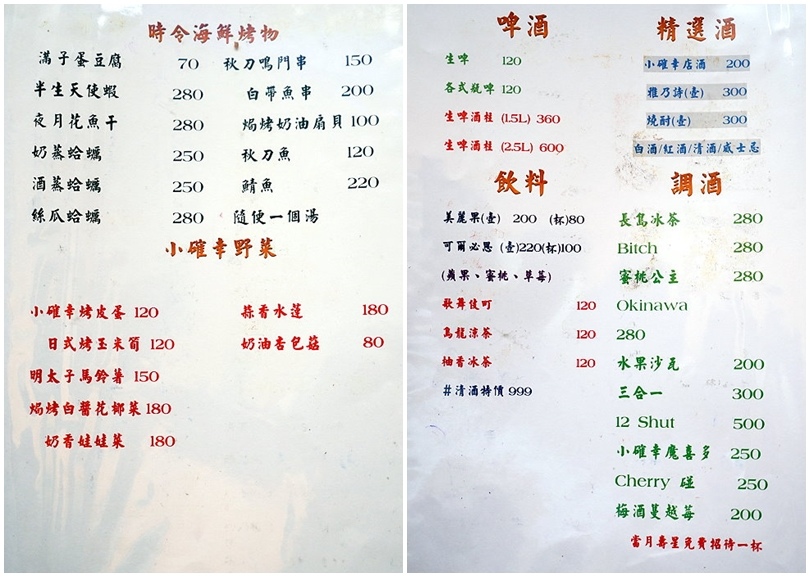 時令海鮮烤物
滿子蛋豆腐 70 秋刀鳴門串 150
半生天使蝦 280 白帶魚串 200
夜月花魚干 280 焗烤奶油扇貝 100
奶蒸蛤蠣 250 秋刀魚 120
酒蒸蛤蠣 250 鯖魚 220
絲瓜蛤蠣 280 隨便一個湯
小確幸野菜
小確幸烤皮蛋 120 蒜香水蓮 180
日式烤玉米筍 120 奶油杏包菇 80
明太子馬鈴薯 150
焗烤白醬花椰菜 180
奶香娃娃菜 180
啤酒
生啤 120
各式瓶啤 120
生啤酒桂 (1.5L) 360
生啤酒桂 (2.5L) 600
飲料
美麗果(壺) 200 (杯)80
可爾必思 (壺)220(杯)100
(蘋果、蜜桃、草莓)
歌舞伎町 120
烏龍涼茶 120
柚香冰茶 120
#清酒特價 999
精選酒
小確幸店酒 200
雅乃詩(壺) 300
燒酎(壺) 300
白酒/紅酒/清酒/威士忌
調酒
長島冰茶 280
Bitch 280
蜜桃公主 280
Okinawa
280
水果沙瓦 200
三合一 300
12 Shut 500
小確幸魔喜多 250
Cherry 碰 250
梅酒蔓越莓 200
當月壽星免費招待一杯